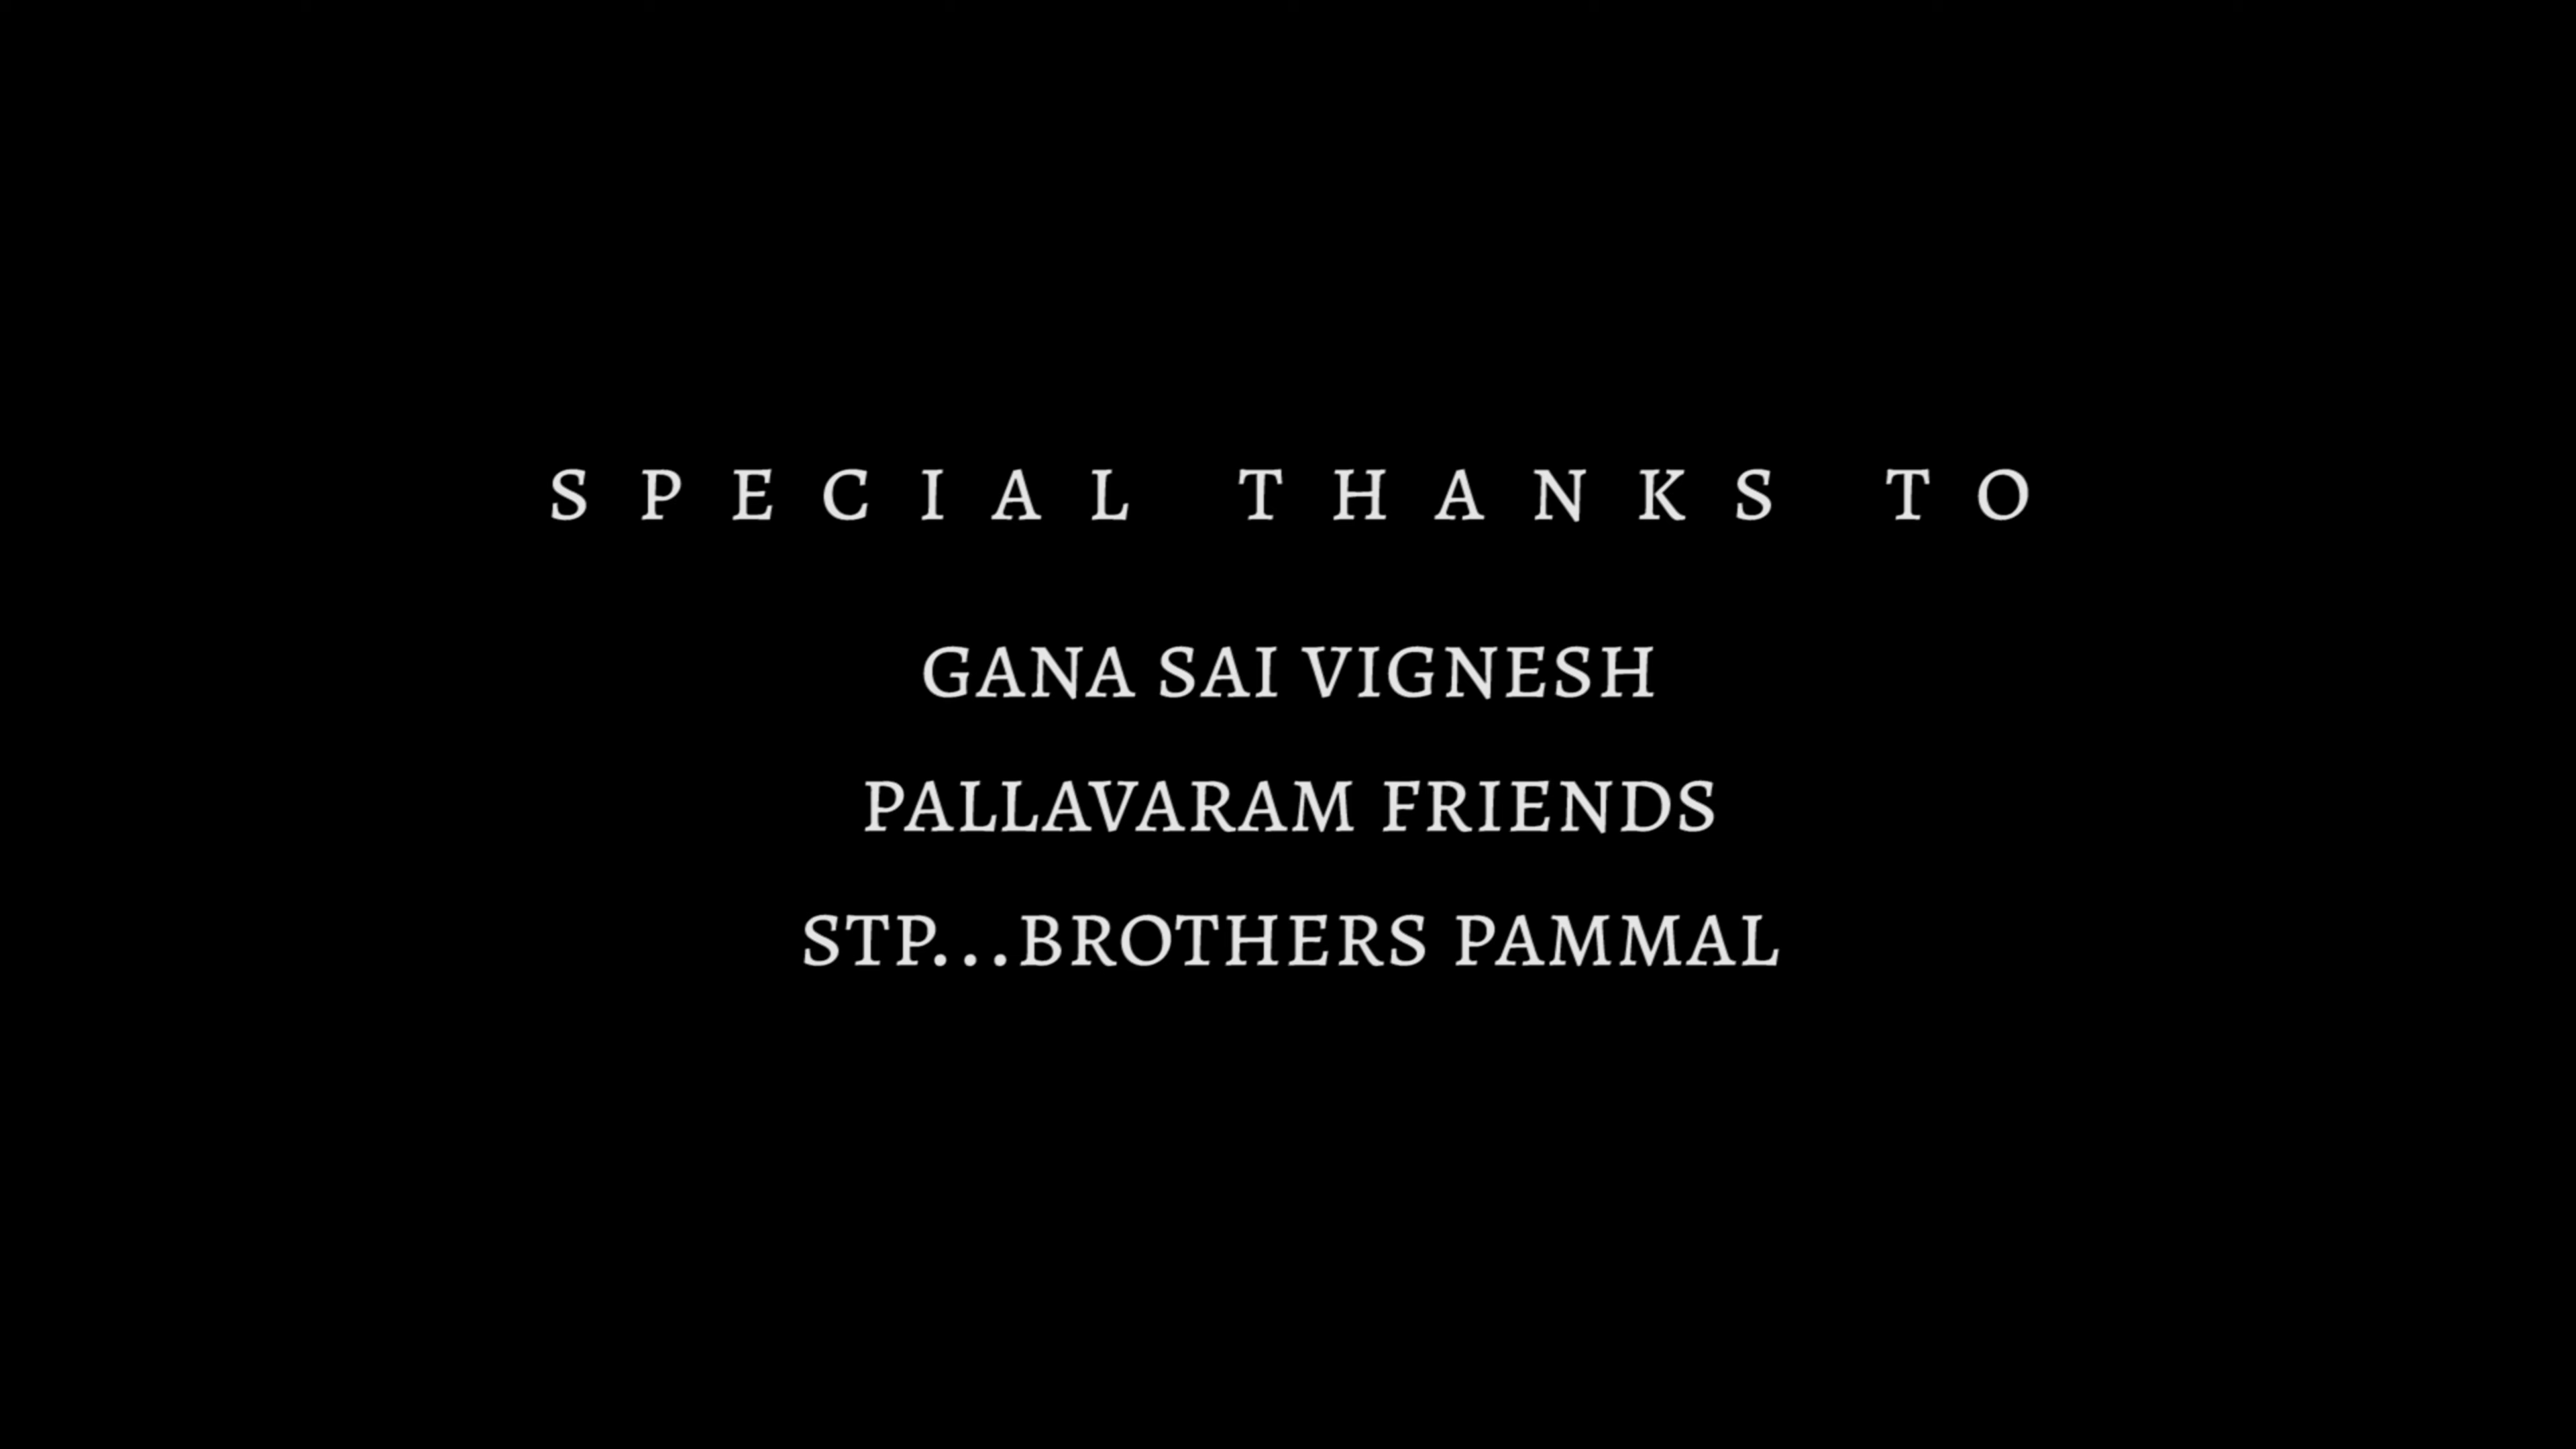 SPECIAL THANKS TO
GANA SAI VIGNESH
PALLAVARAM FRIENDS
STP...BROTHERS PAMMAL